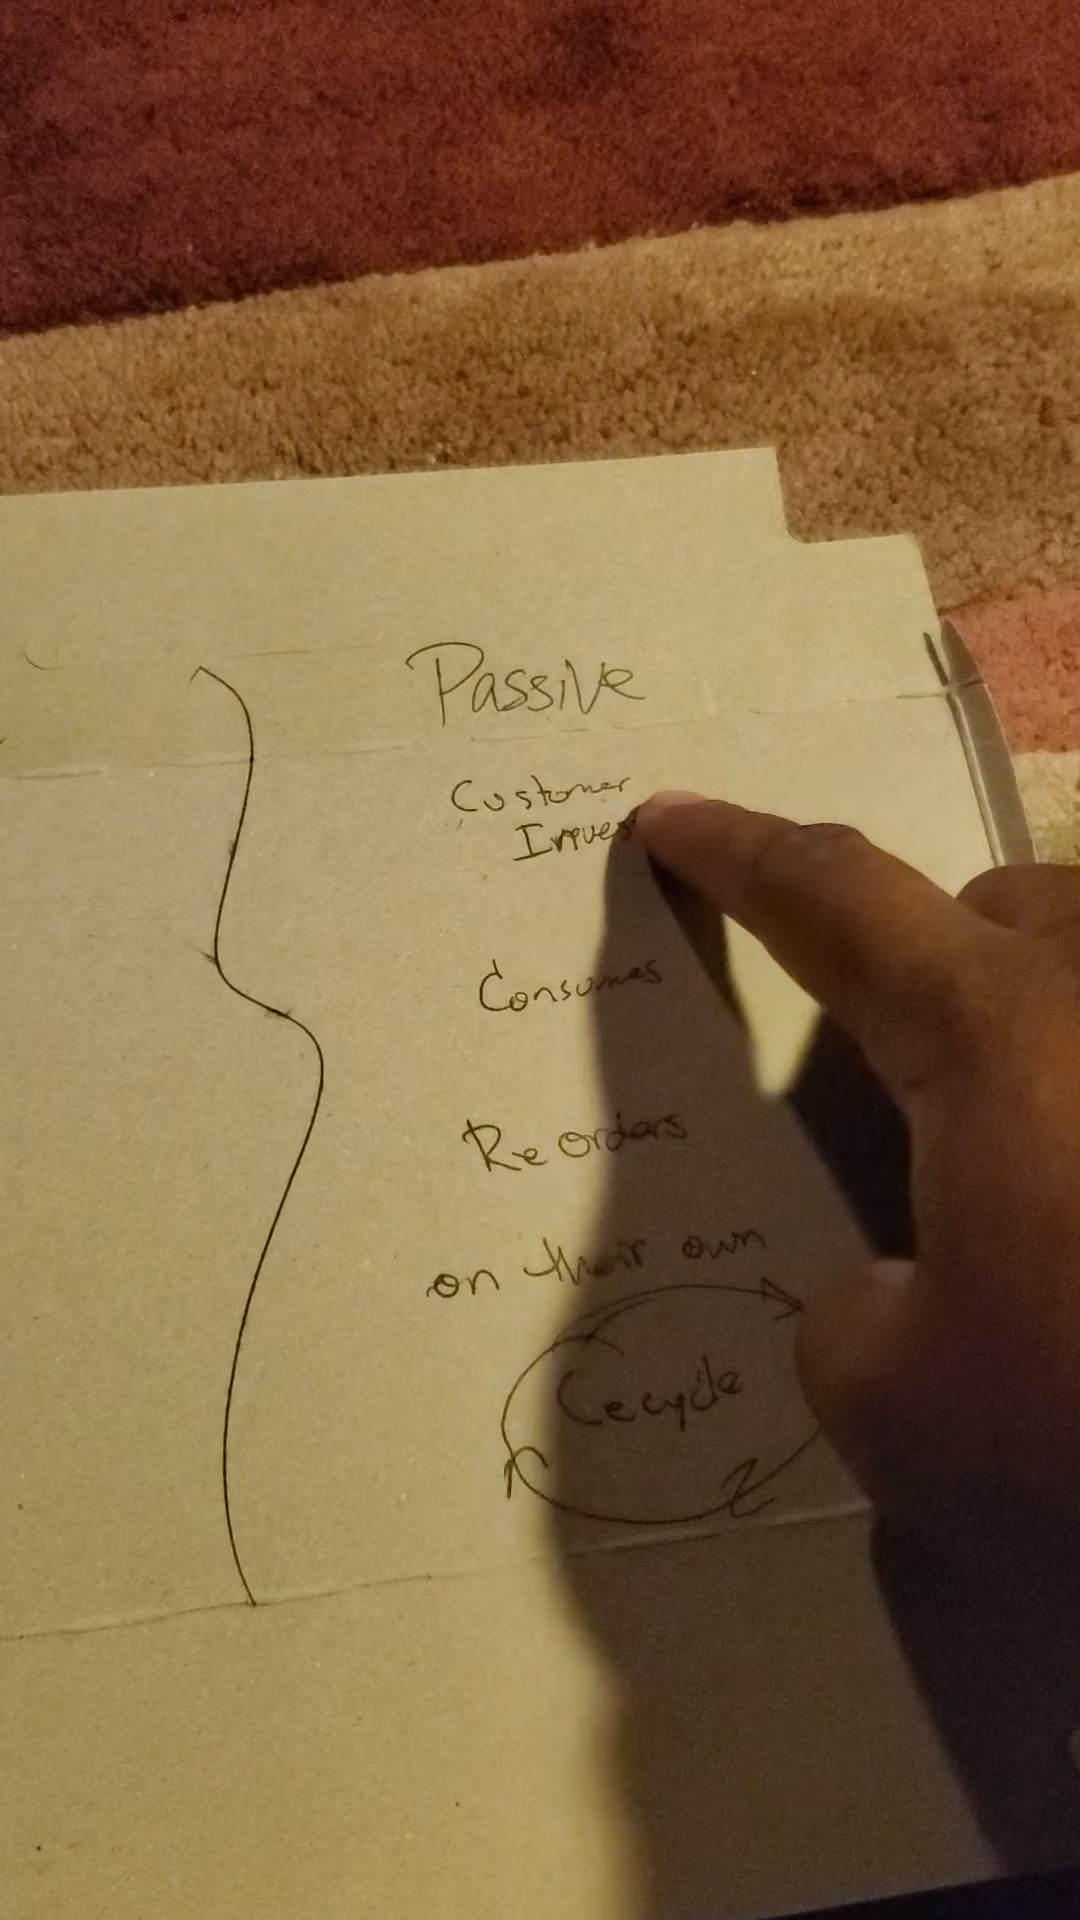 Passive
Customer
Consumes
Re orders
on their own
Cecycle